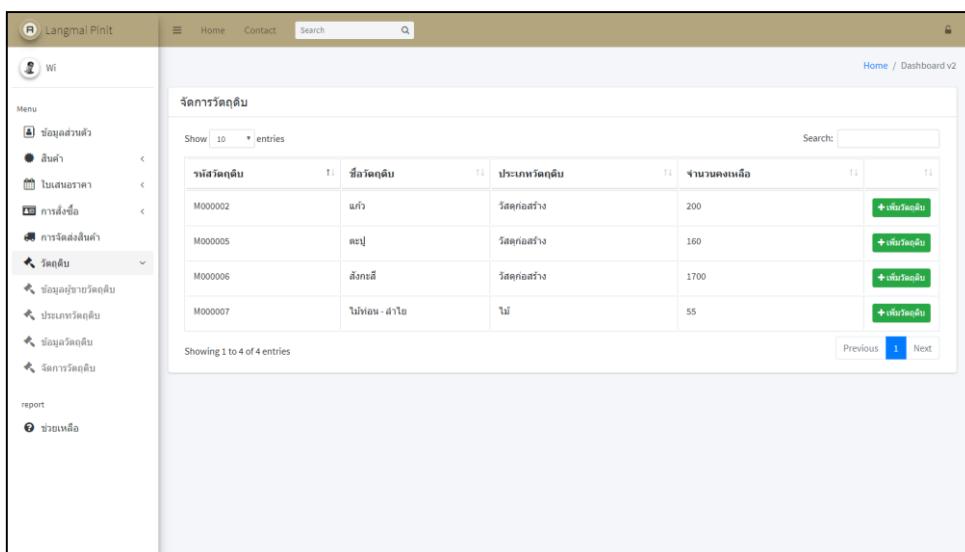 Langmai Pinit
Home Contact Search
Wi
Home / Dashboard v2
Menu
ข้อมูลส่วนตัว
สินค้า
ใบเสนอราคา
การสั่งซื้อ
การจัดส่งสินค้า
วัตถุดิบ
ข้อมูลผู้ขายวัตถุดิบ
ประเภทวัตถุดิบ
ข้อมูลวัตถุดิบ
จัดการวัตถุดิบ
report
ช่วยเหลือ
จัดการวัตถุดิบ
Show 10 entries Search:
รหัสวัตถุดิบ ชื่อวัตถุดิบ ประเภทวัตถุดิบ จำนวนคงเหลือ
M000002 แก้ว วัสดุก่อสร้าง 200 เพิ่มวัตถุดิบ
M000005 ตะปู วัสดุก่อสร้าง 160 เพิ่มวัตถุดิบ
M000006 สังกะสี วัสดุก่อสร้าง 1700 เพิ่มวัตถุดิบ
M000007 ไม้ท่อน - ลำไย ไม้ 55 เพิ่มวัตถุดิบ
Showing 1 to 4 of 4 entries Previous 1 Next